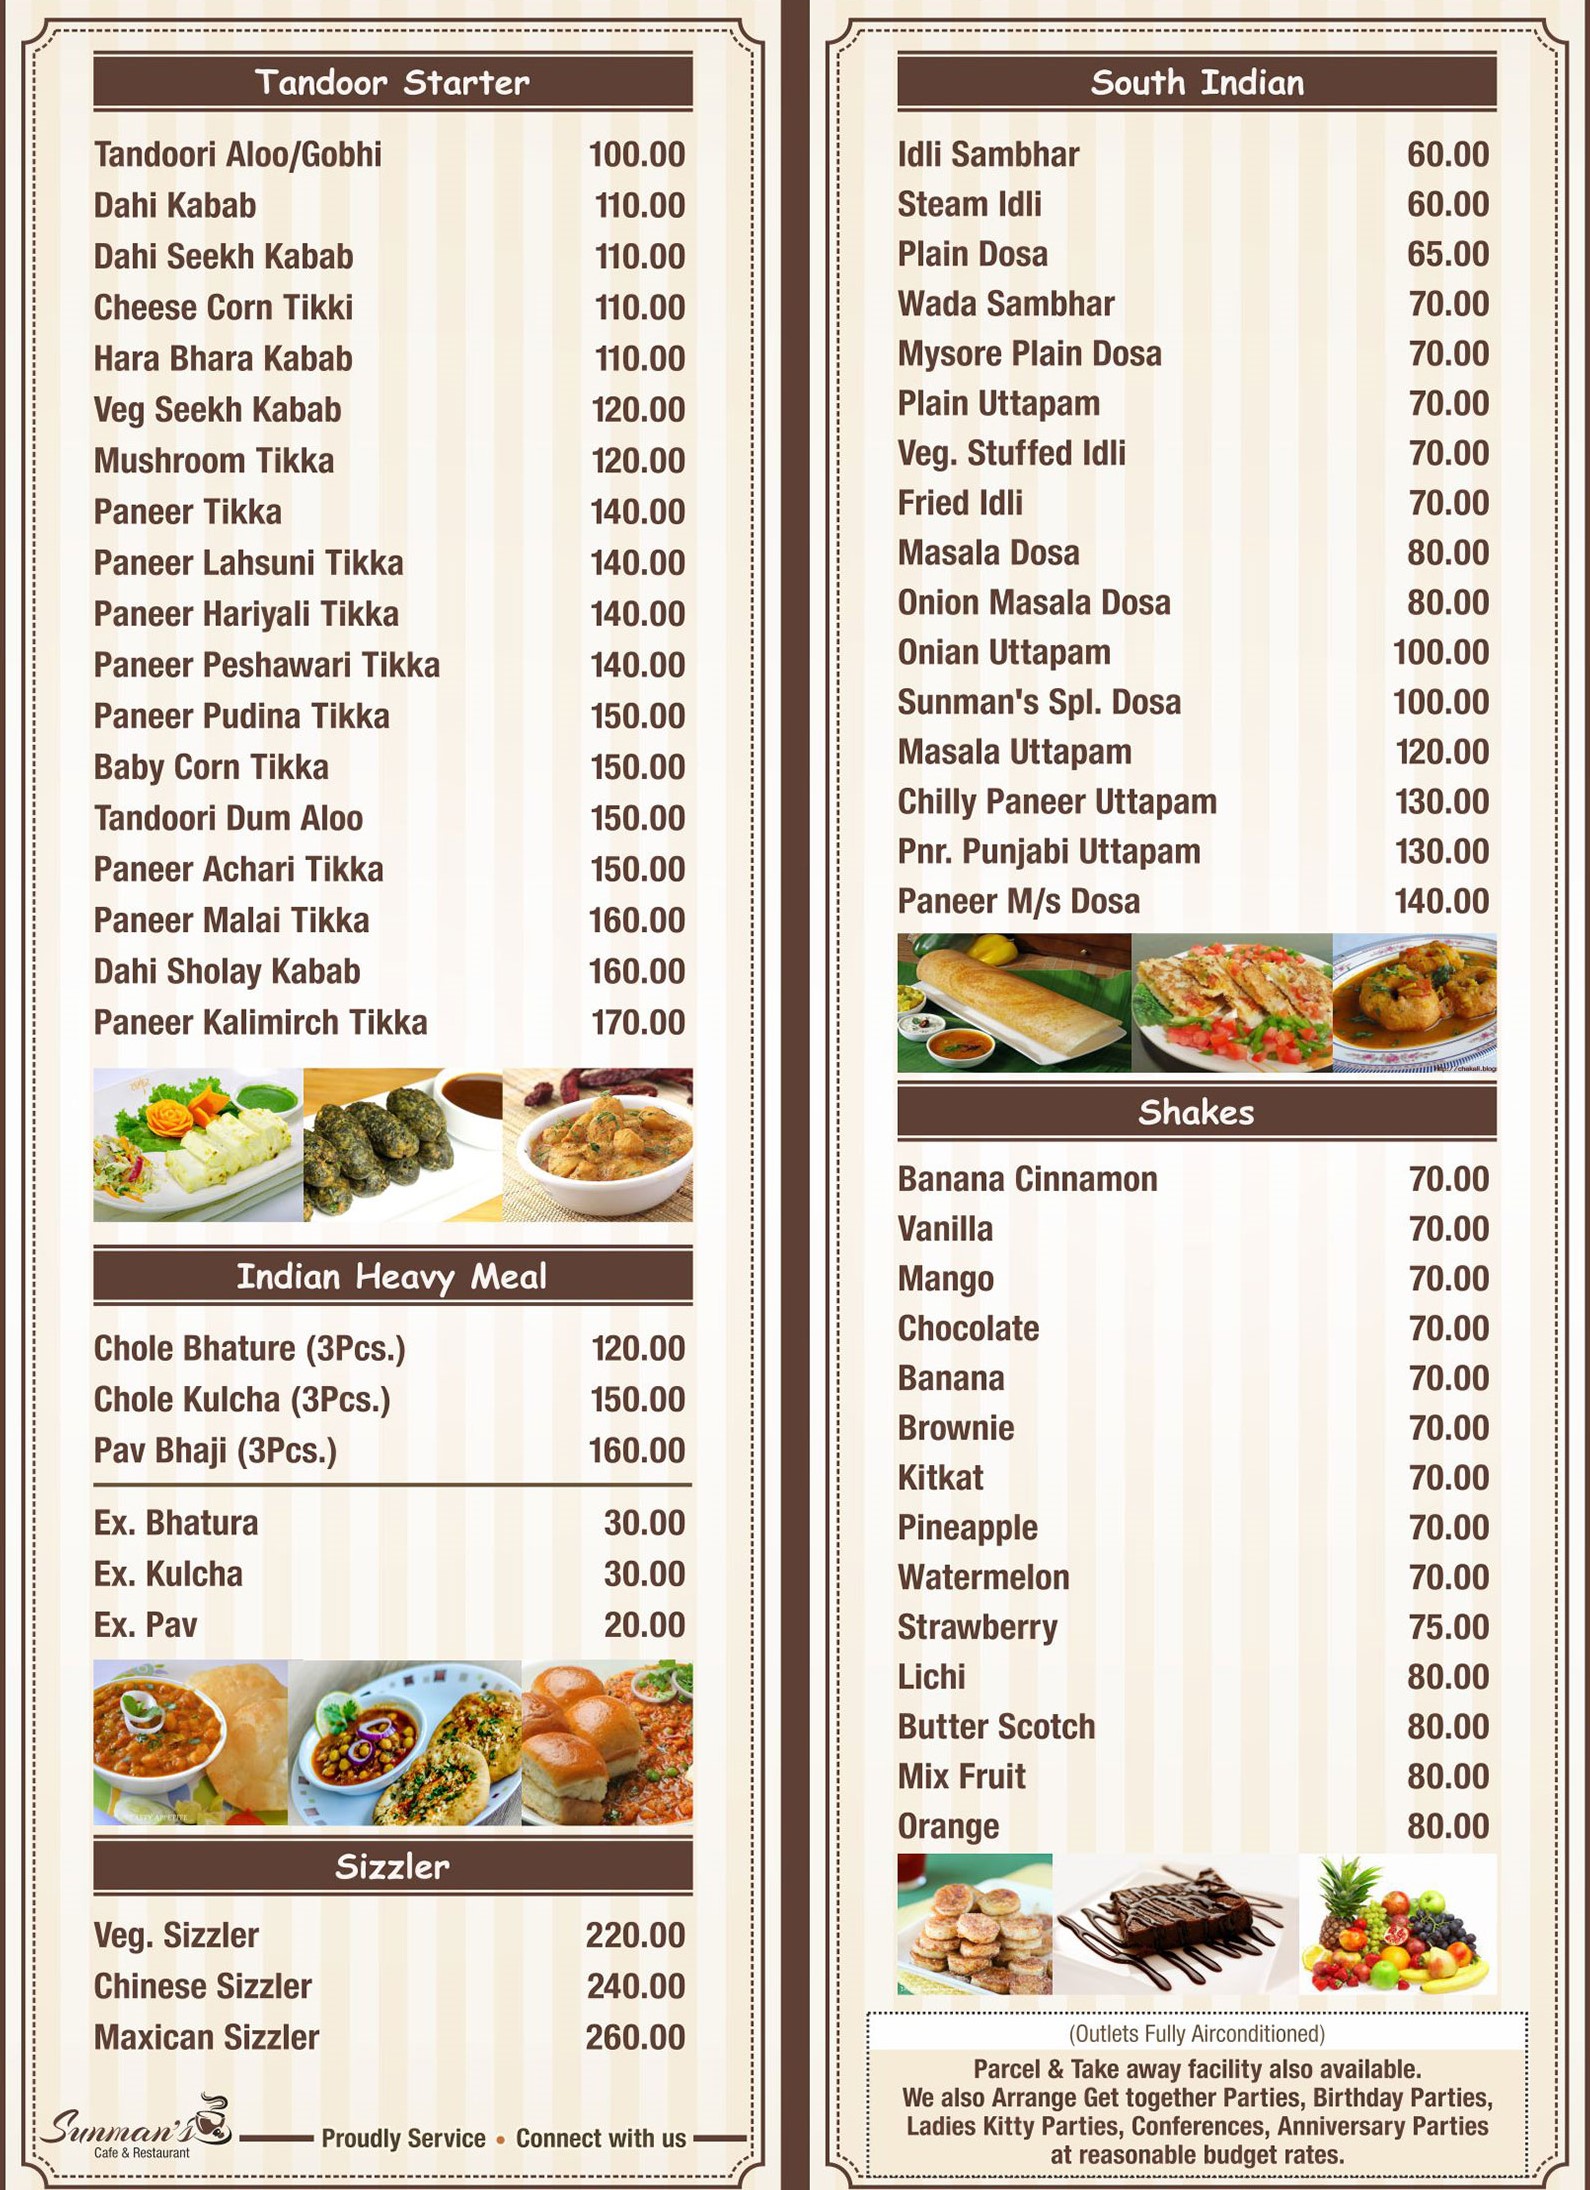 Tandoor Starter
Tandoori Aloo/Gobhi 100.00
Dahi Kabab 110.00
Dahi Seekh Kabab 110.00
Cheese Corn Tikki 110.00
Hara Bhara Kabab 110.00
Veg Seekh Kabab 120.00
Mushroom Tikka 120.00
Paneer Tikka 140.00
Paneer Lahsuni Tikka 140.00
Paneer Hariyali Tikka 140.00
Paneer Peshawari Tikka 140.00
Paneer Pudina Tikka 150.00
Baby Corn Tikka 150.00
Tandoori Dum Aloo 150.00
Paneer Achari Tikka 150.00
Paneer Malai Tikka 160.00
Dahi Sholay Kabab 160.00
Paneer Kalimirch Tikka 170.00
Indian Heavy Meal
Chole Bhature (3Pcs.) 120.00
Chole Kulcha (3Pcs.) 150.00
Pav Bhaji (3Pcs.) 160.00
Ex. Bhatura 30.00
Ex. Kulcha 30.00
Ex. Pav 20.00
Sizzler
Veg. Sizzler 220.00
Chinese Sizzler 240.00
Maxican Sizzler 260.00
Sunman's
Cafe & Restaurant
Proudly Service • Connect with us
South Indian
Idli Sambhar 60.00
Steam Idli 60.00
Plain Dosa 65.00
Wada Sambhar 70.00
Mysore Plain Dosa 70.00
Plain Uttapam 70.00
Veg. Stuffed Idli 70.00
Fried Idli 70.00
Masala Dosa 80.00
Onion Masala Dosa 80.00
Onian Uttapam 100.00
Sunman's Spl. Dosa 100.00
Masala Uttapam 120.00
Chilly Paneer Uttapam 130.00
Pnr. Punjabi Uttapam 130.00
Paneer M/s Dosa 140.00
Shakes
Banana Cinnamon 70.00
Vanilla 70.00
Mango 70.00
Chocolate 70.00
Banana 70.00
Brownie 70.00
Kitkat 70.00
Pineapple 70.00
Watermelon 70.00
Strawberry 75.00
Lichi 80.00
Butter Scotch 80.00
Mix Fruit 80.00
Orange 80.00
(Outlets Fully Airconditioned)
Parcel & Take away facility also available.
We also Arrange Get together Parties, Birthday Parties,
Ladies Kitty Parties, Conferences, Anniversary Parties
at reasonable budget rates.